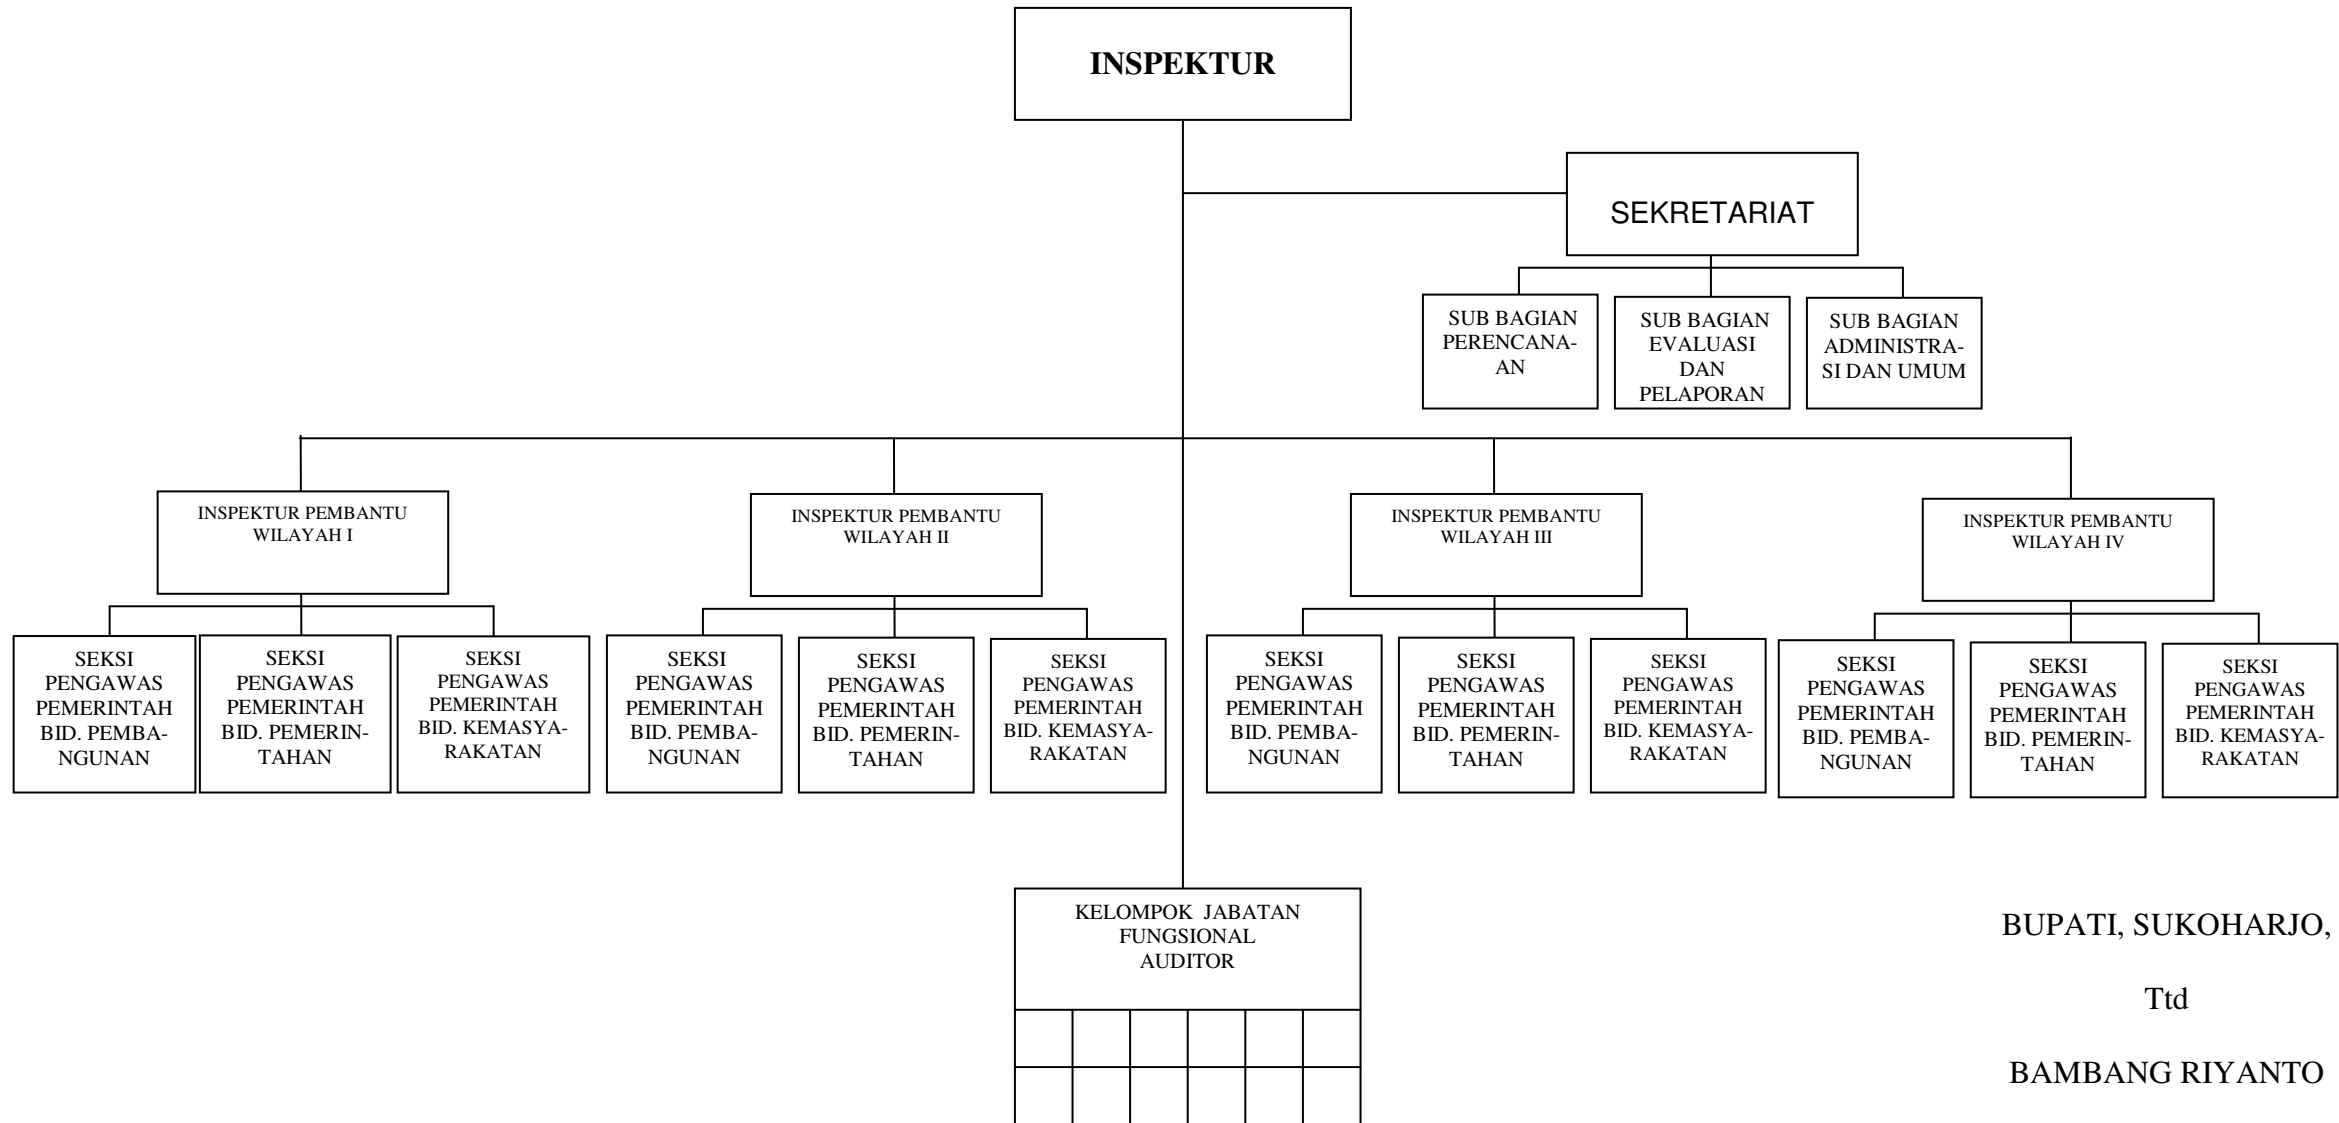 INSPEKTUR
SEKRETARIAT
SUB BAGIAN
PERENCANA-
AN
SUB BAGIAN
EVALUASI
DAN
PELAPORAN
SUB BAGIAN
ADMINISTRA-
SI DAN UMUM
INSPEKTUR PEMBANTU
WILAYAH I
INSPEKTUR PEMBANTU
WILAYAH II
INSPEKTUR PEMBANTU
WILAYAH III
INSPEKTUR PEMBANTU
WILAYAH IV
SEKSI
PENGAWAS
PEMERINTAH
BID. PEMBA-
NGUNAN
SEKSI
PENGAWAS
PEMERINTAH
BID. PEMERIN-
TAHAN
SEKSI
PENGAWAS
PEMERINTAH
BID. KEMASYA-
RAKATAN
SEKSI
PENGAWAS
PEMERINTAH
BID. PEMBA-
NGUNAN
SEKSI
PENGAWAS
PEMERINTAH
BID. PEMERIN-
TAHAN
SEKSI
PENGAWAS
PEMERINTAH
BID. KEMASYA-
RAKATAN
SEKSI
PENGAWAS
PEMERINTAH
BID. PEMBA-
NGUNAN
SEKSI
PENGAWAS
PEMERINTAH
BID. PEMERIN-
TAHAN
SEKSI
PENGAWAS
PEMERINTAH
BID. KEMASYA-
RAKATAN
SEKSI
PENGAWAS
PEMERINTAH
BID. PEMBA-
NGUNAN
SEKSI
PENGAWAS
PEMERINTAH
BID. PEMERIN-
TAHAN
SEKSI
PENGAWAS
PEMERINTAH
BID. KEMASYA-
RAKATAN
KELOMPOK JABATAN
FUNGSIONAL
AUDITOR
BUPATI, SUKOHARJO,
Ttd
BAMBANG RIYANTO